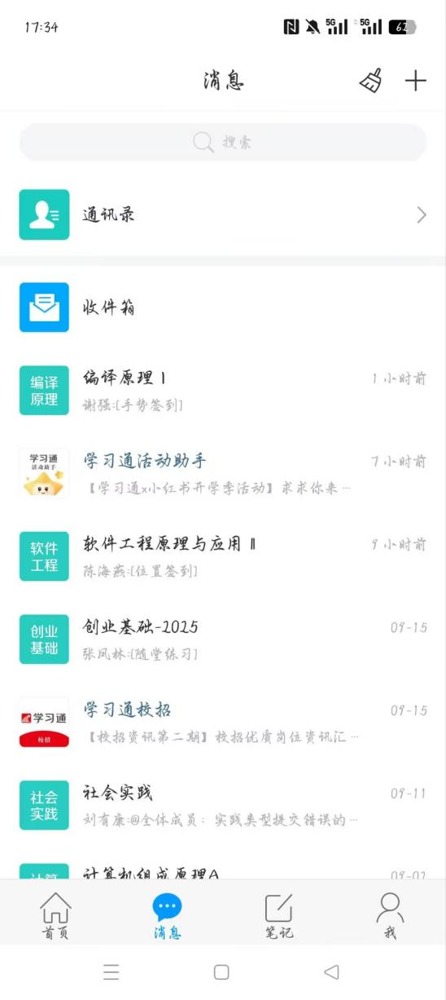 17:34
5G
5G
62
消息
搜索
通讯录
收件箱
编译
原理
编译原理Ⅰ
1小时前
谢强:[手势签到]
学习通
活动助手
学习通活动助手
7小时前
【学习通x小红书开学季活动】求求你来…
软件
工程
软件工程原理与应用Ⅱ
9小时前
陈海燕:[位置签到]
创业
基础
创业基础-2025
09-15
张凤林:[随堂练习]
学习通
校招
学习通校招
09-15
【校招资讯第二期】校招优质岗位资讯汇…
社会
实践
社会实践
09-11
刘有康:@全体成员：实践类型提交错误的…
计算
计算机组成原理A
首页
消息
笔记
我